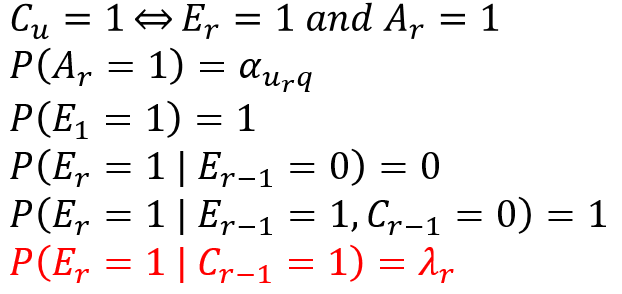 C_u = 1 ⇔ E_r = 1 and A_r = 1
P(A_r = 1) = α_{u_r q}
P(E_1 = 1) = 1
P(E_r = 1 | E_{r−1} = 0) = 0
P(E_r = 1 | E_{r−1} = 1, C_{r−1} = 0) = 1
P(E_r = 1 | C_{r−1} = 1) = λ_r